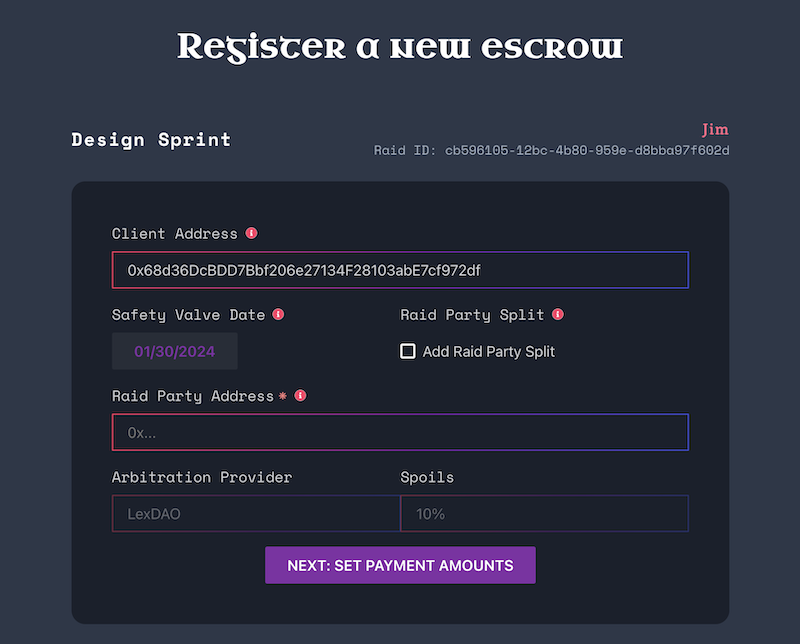 Register a new escrow
Design Sprint
Jim
Raid ID: cb596105-12bc-4b80-959e-d8bba97f602d
Client Address
0x68d36DcBDD7Bbf206e27134F28103abE7cf972df
Safety Valve Date
Raid Party Split
01/30/2024
Add Raid Party Split
Raid Party Address*
0x...
Arbitration Provider
Spoils
LexDAO
10%
NEXT: SET PAYMENT AMOUNTS